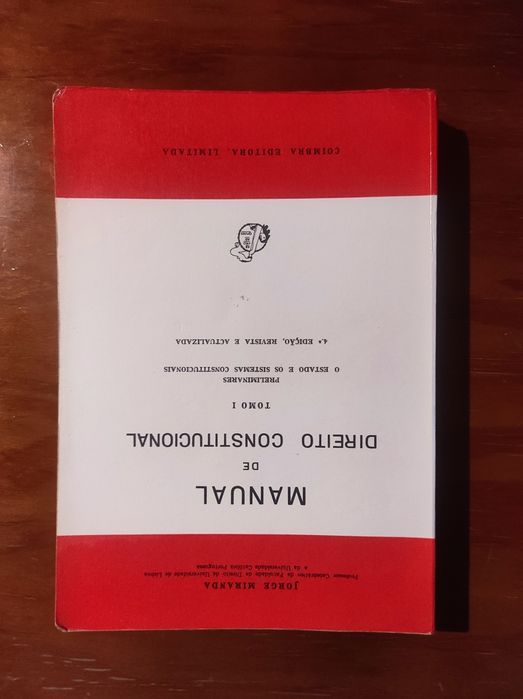 JORGE MIRANDA
Professor Catedrático da Faculdade de Direito da Universidade de Lisboa
e da Universidade Católica Portuguesa
MANUAL
DE
DIREITO CONSTITUCIONAL
TOMO I
PRELIMINARES
O ESTADO E OS SISTEMAS CONSTITUCIONAIS
4.ª EDIÇÃO, REVISTA E ACTUALIZADA
COIMBRA EDITORA, LIMITADA